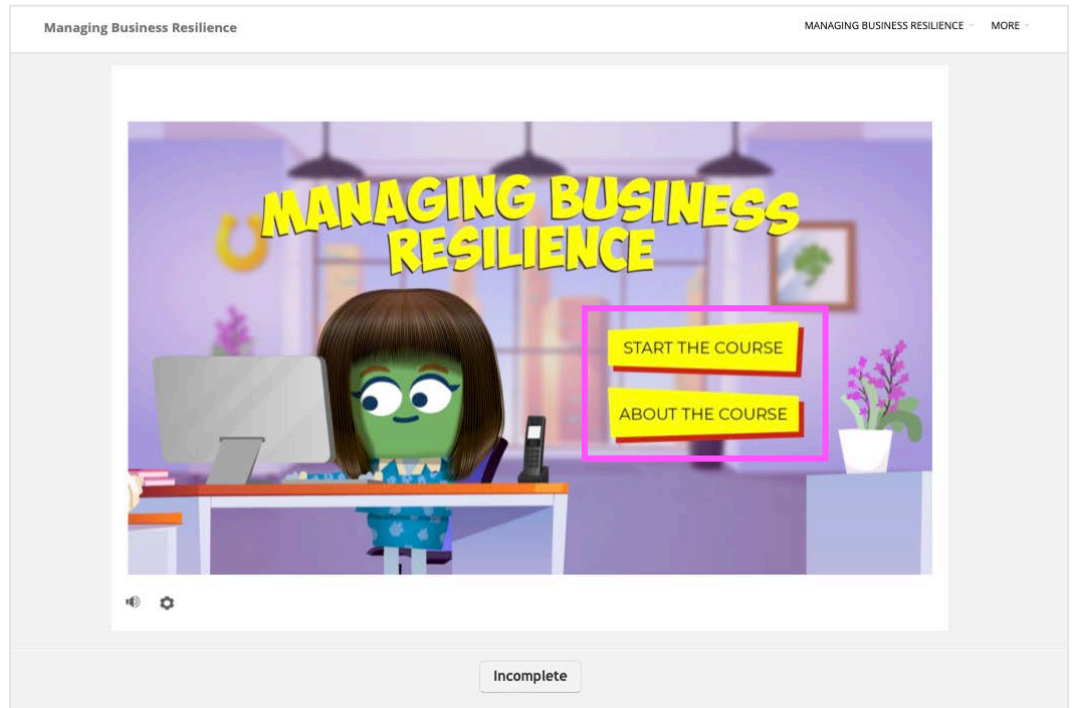 Managing Business Resilience
MANAGING BUSINESS RESILIENCE
MORE
MANAGING BUSINESS
RESILIENCE
START THE COURSE
ABOUT THE COURSE
Incomplete